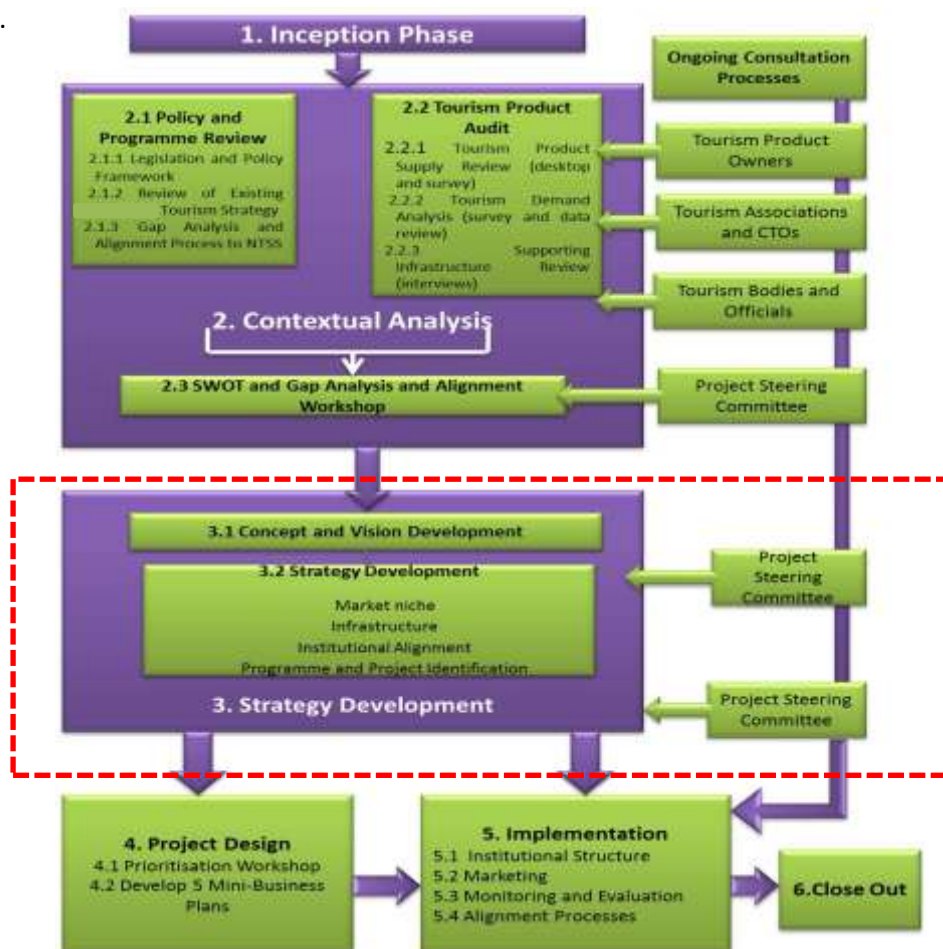 .
1. Inception Phase
Ongoing Consultation
Processes
2.1 Policy and
Programme Review
2.1.1 Legislation and Policy
Framework
2.1.2 Review of Existing
Tourism Strategy
2.1.3 Gap Analysis and
Alignment Process to NTSS
2.2 Tourism Product
Audit
2.2.1 Tourism Product
Supply Review (desktop
and survey)
2.2.2 Tourism Demand
Analysis (survey and data
review)
2.2.3 Supporting
Infrastructure Review
(interviews)
Tourism Product
Owners
Tourism Associations
and CTOs
Tourism Bodies and
Officials
2. Contextual Analysis
2.3 SWOT and Gap Analysis and Alignment
Workshop
Project Steering
Committee
3.1 Concept and Vision Development
3.2 Strategy Development
Market niche
Infrastructure
Institutional Alignment
Programme and Project Identification
Project
Steering
Committee
3. Strategy Development
Project Steering
Committee
4. Project Design
4.1 Prioritisation Workshop
4.2 Develop 5 Mini-Business
Plans
5. Implementation
5.1 Institutional Structure
5.2 Marketing
5.3 Monitoring and Evaluation
5.4 Alignment Processes
6.Close Out